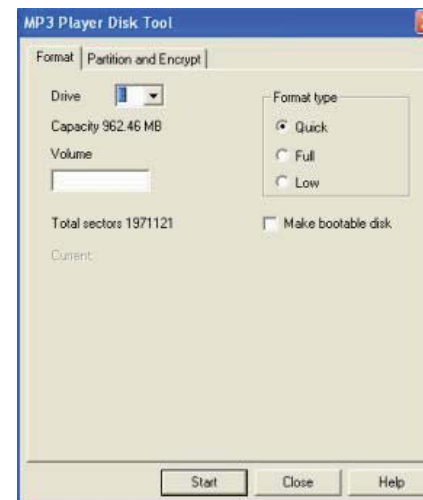 MP3 Player Disk Tool
Format
Partition and Encrypt
Drive
Format type
Capacity 962.46 MB
Quick
Volume
Full
Low
Total sectors 1971121
Make bootable disk
Current
Start
Close
Help